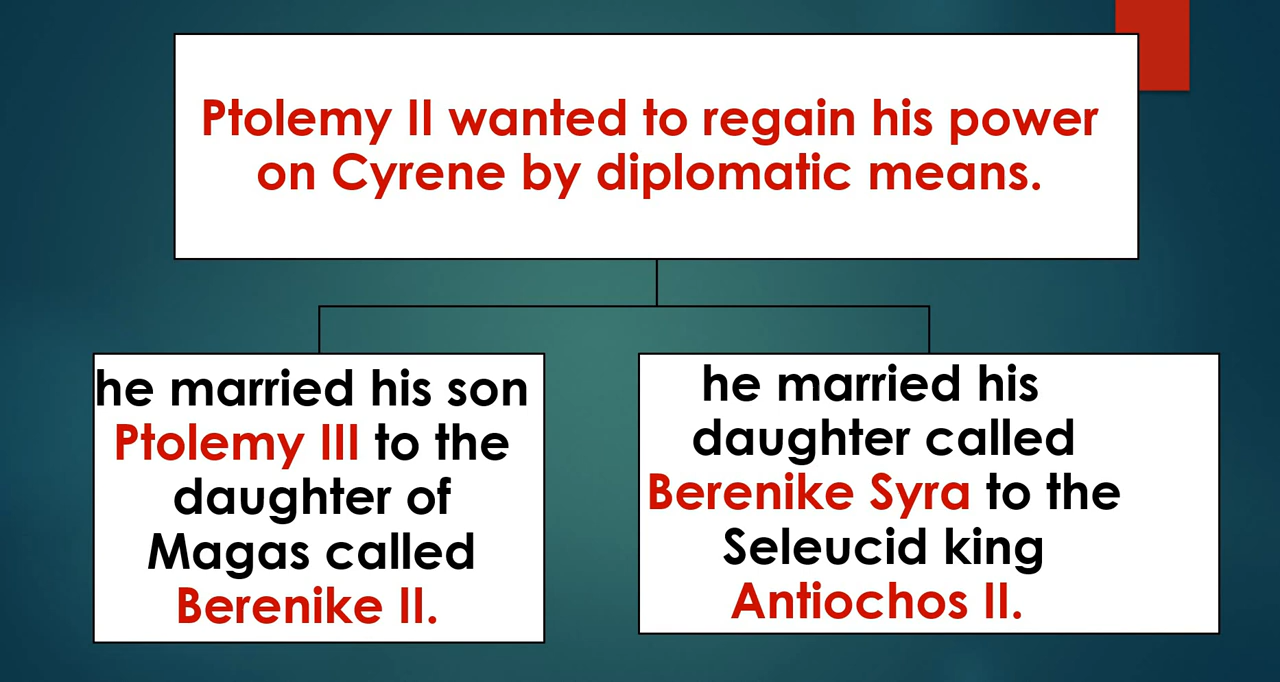 Ptolemy II wanted to regain his power
on Cyrene by diplomatic means.
he married his son
Ptolemy III to the
daughter of
Magas called
Berenike II.
he married his
daughter called
Berenike Syra to the
Seleucid king
Antiochos II.